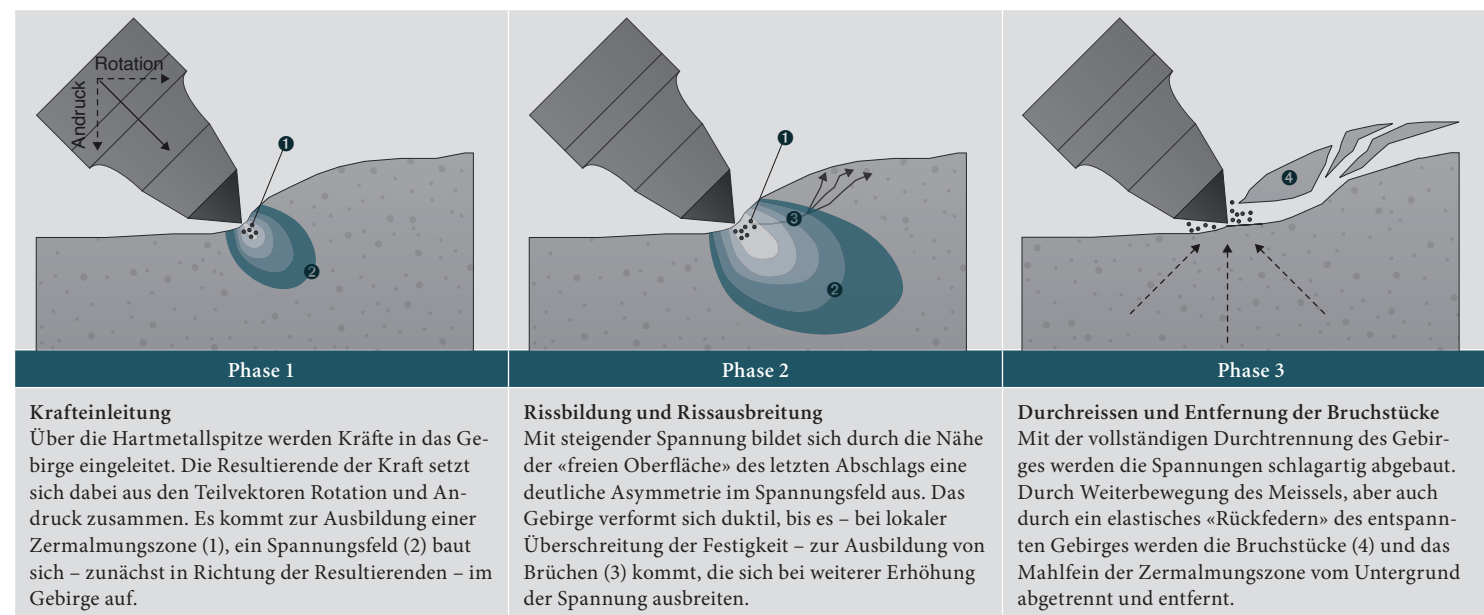 Rotation
Andruck
1
2
1
3
2
4
Phase 1
Phase 2
Phase 3
Krafteinleitung
Über die Hartmetallspitze werden Kräfte in das Ge-
birge eingeleitet. Die Resultierende der Kraft setzt
sich dabei aus den Teilvektoren Rotation und An-
druck zusammen. Es kommt zur Ausbildung einer
Zermalmungszone (1), ein Spannungsfeld (2) baut
sich – zunächst in Richtung der Resultierenden – im
Gebirge auf.
Rissbildung und Rissausbreitung
Mit steigender Spannung bildet sich durch die Nähe
der «freien Oberfläche» des letzten Abschlags eine
deutliche Asymmetrie im Spannungsfeld aus. Das
Gebirge verformt sich duktil, bis es – bei lokaler
Überschreitung der Festigkeit – zur Ausbildung von
Brüchen (3) kommt, die sich bei weiterer Erhöhung
der Spannung ausbreiten.
Durchreissen und Entfernung der Bruchstücke
Mit der vollständigen Durchtrennung des Gebir-
ges werden die Spannungen schlagartig abgebaut.
Durch Weiterbewegung des Meissels, aber auch
durch ein elastisches «Rückfedern» des entspann-
ten Gebirges werden die Bruchstücke (4) und das
Mahlfein der Zermalmungszone vom Untergrund
abgetrennt und entfernt.